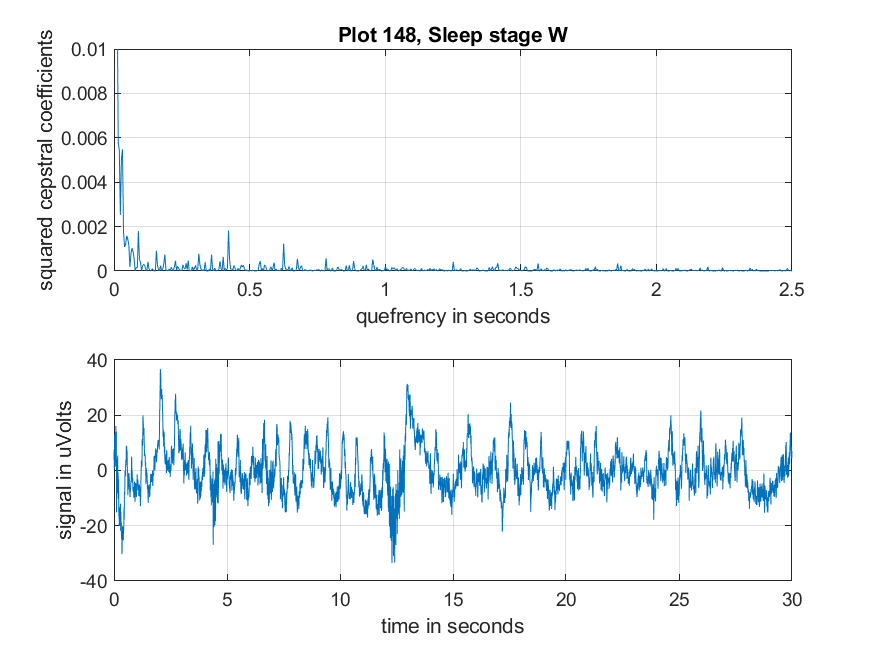 Plot 148, Sleep stage W
squared cepstral coefficients
0.01
0.008
0.006
0.004
0.002
0
0 0.5 1 1.5 2 2.5
quefrency in seconds
signal in uVolts
40
20
0
-20
-40
0 5 10 15 20 25 30
time in seconds